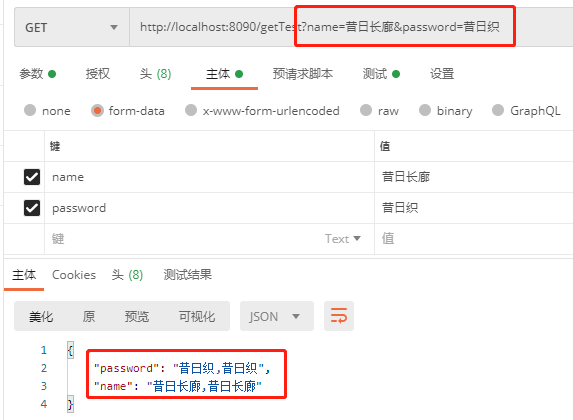 GET http://localhost:8090/getTest?name=昔日长廊&password=昔日织
参数 授权 头 (8) 主体 预请求脚本 测试 设置
none form-data x-www-form-urlencoded raw binary GraphQL
键 值
name 昔日长廊
password 昔日织
键 Text 值
主体 Cookies 头 (8) 测试结果
美化 原 预览 可视化 JSON
1 {
2 "password": "昔日织,昔日织",
3 "name": "昔日长廊,昔日长廊"
4 }